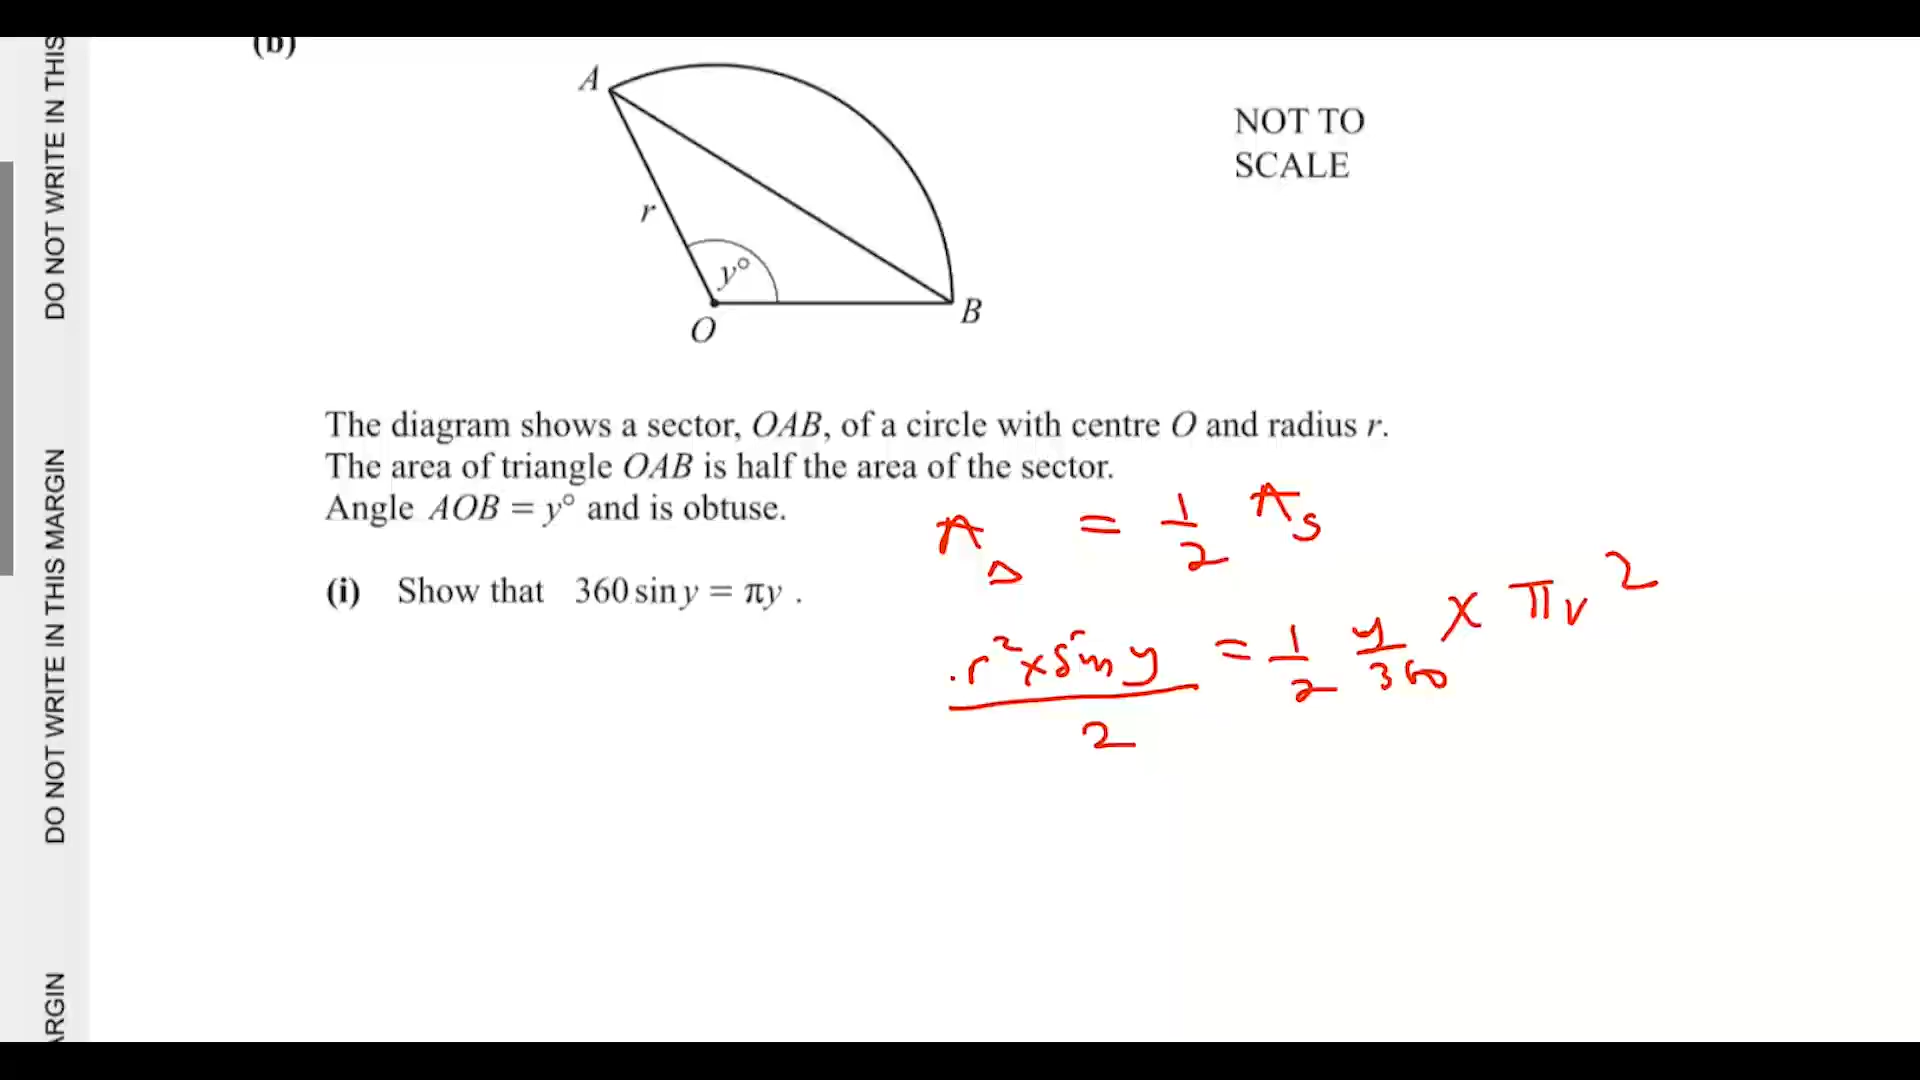 (b)
A
NOT TO
SCALE
r
y°
O
B
The diagram shows a sector, OAB, of a circle with centre O and radius r.
The area of triangle OAB is half the area of the sector.
Angle AOB = y° and is obtuse.
(i) Show that 360 sin y = πy .
A△ = 1/2 As
r² × sin y / 2 = 1/2 y/360 × πr²
DO NOT WRITE IN THIS
DO NOT WRITE IN THIS MARGIN
ARGIN